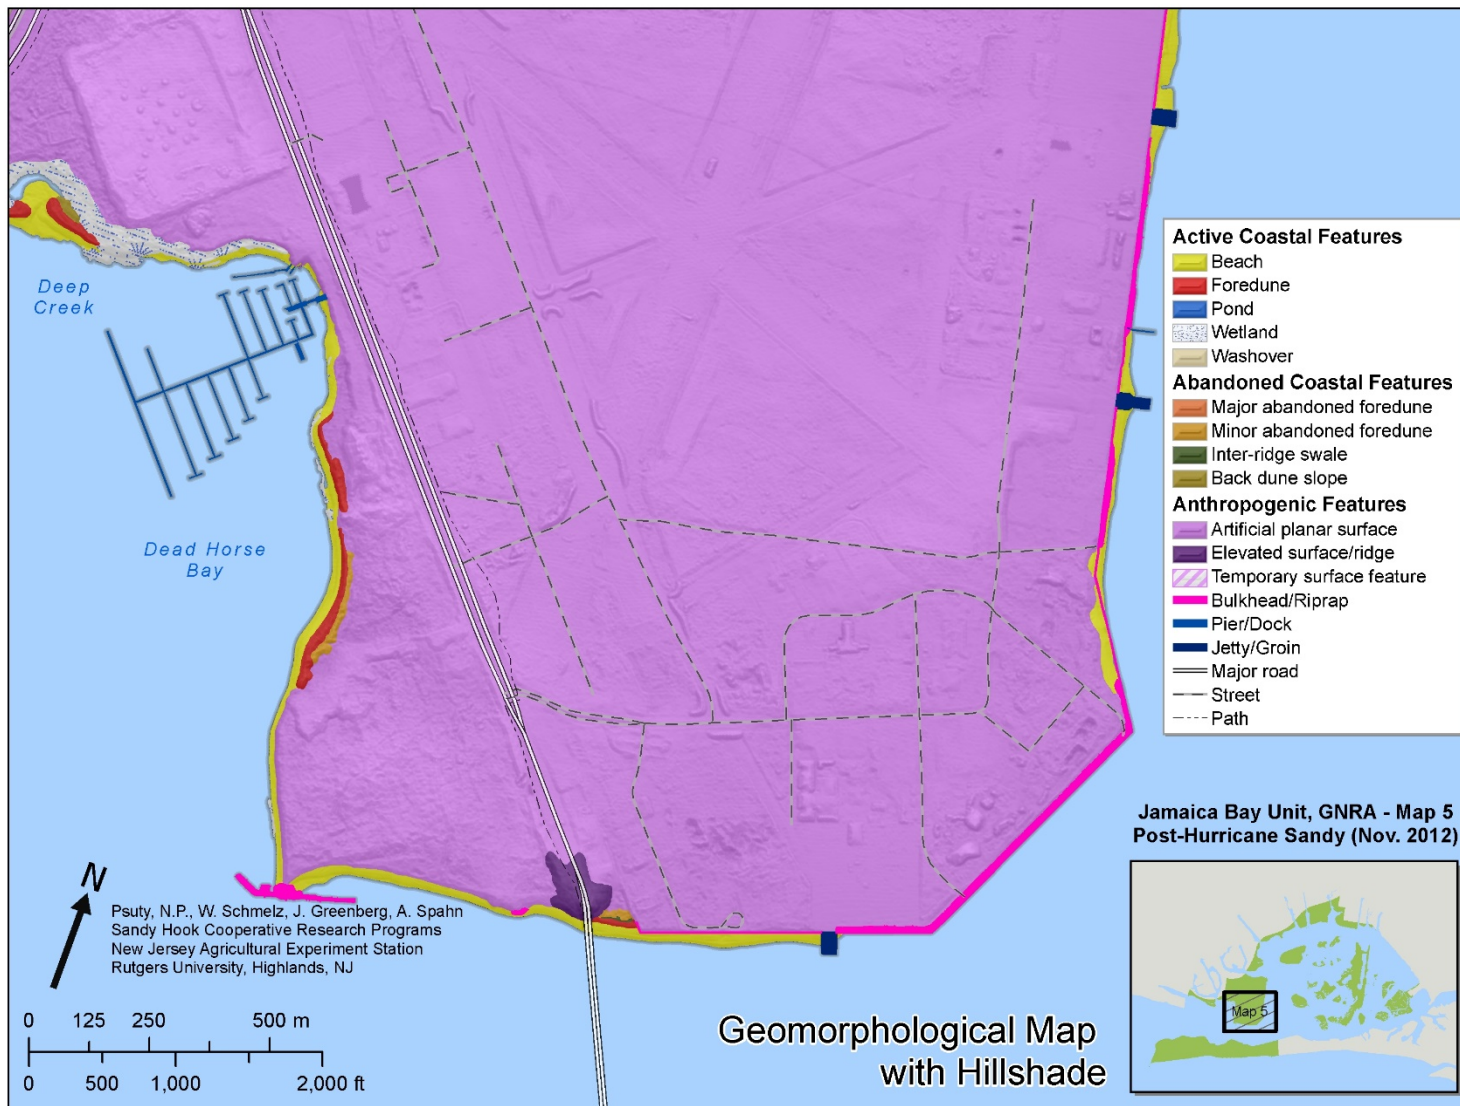 Deep
Creek
Dead Horse
Bay
Active Coastal Features
Beach
Foredune
Pond
Wetland
Washover
Abandoned Coastal Features
Major abandoned foredune
Minor abandoned foredune
Inter-ridge swale
Back dune slope
Anthropogenic Features
Artificial planar surface
Elevated surface/ridge
Temporary surface feature
Bulkhead/Riprap
Pier/Dock
Jetty/Groin
Major road
Street
Path
Jamaica Bay Unit, GNRA - Map 5
Post-Hurricane Sandy (Nov. 2012)
Map 5
N
Psuty, N.P., W. Schmelz, J. Greenberg, A. Spahn
Sandy Hook Cooperative Research Programs
New Jersey Agricultural Experiment Station
Rutgers University, Highlands, NJ
0 125 250 500 m
0 500 1,000 2,000 ft
Geomorphological Map
with Hillshade